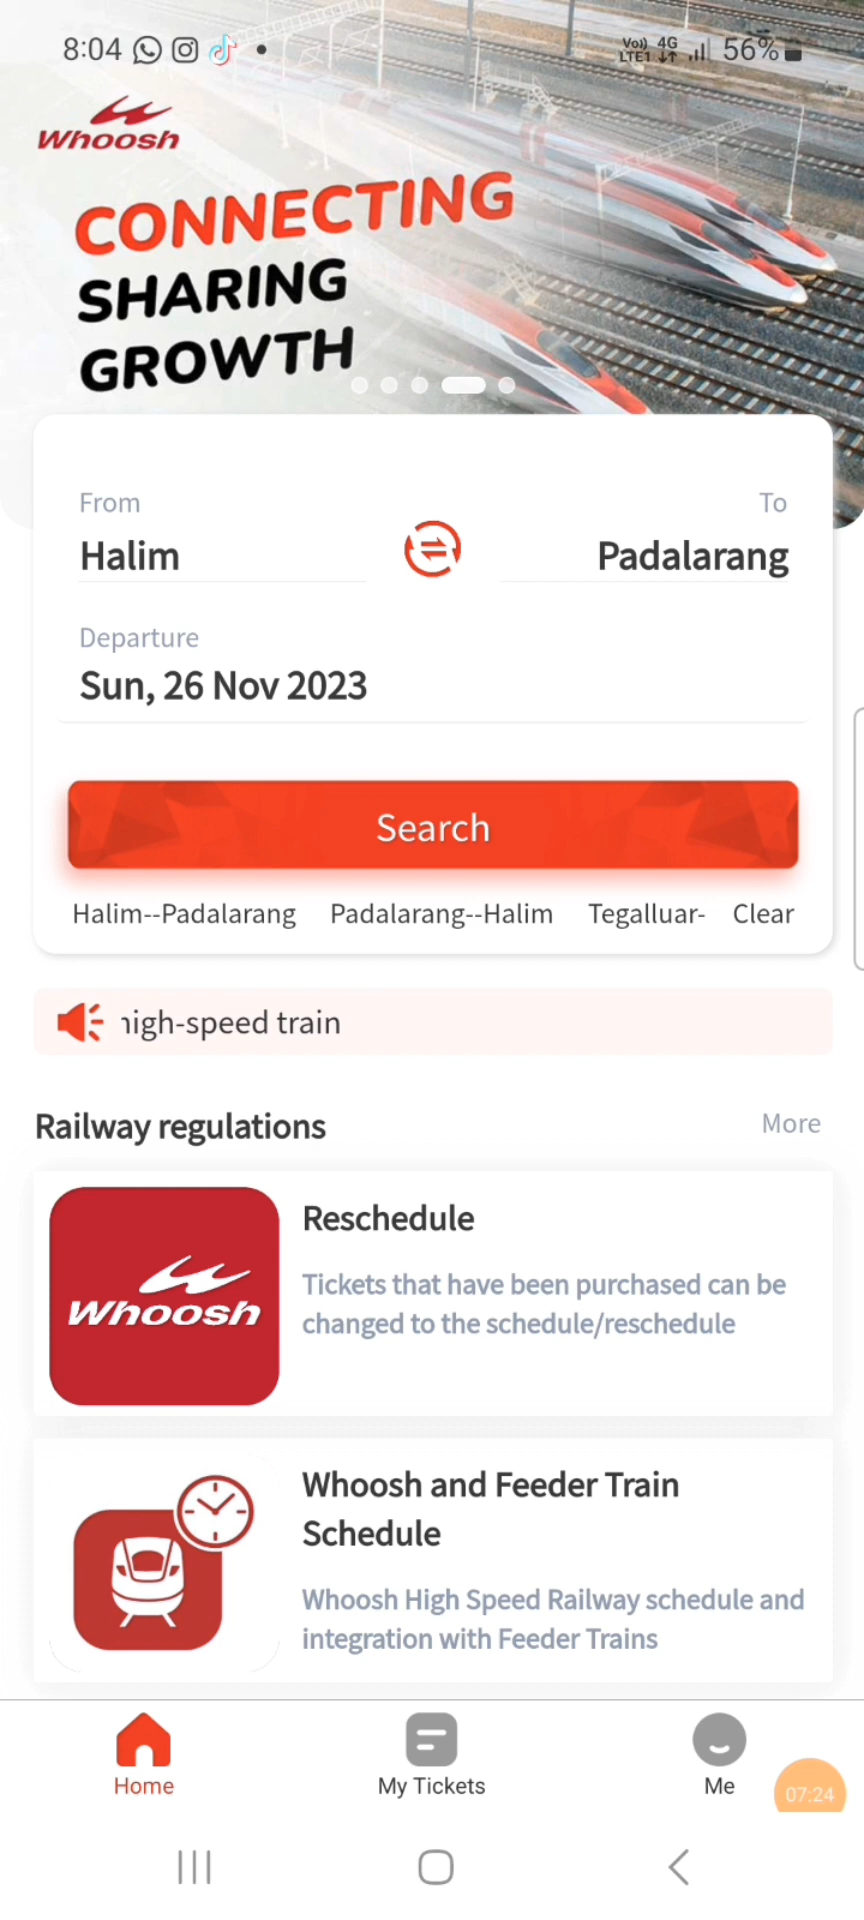 8:04
Vo)) 4G
LTE1
56%
Whoosh
CONNECTING
SHARING
GROWTH
From
To
Halim
Padalarang
Departure
Sun, 26 Nov 2023
Search
Halim--Padalarang Padalarang--Halim Tegalluar- Clear
high-speed train
Railway regulations
More
Whoosh
Reschedule
Tickets that have been purchased can be
changed to the schedule/reschedule
Whoosh and Feeder Train
Schedule
Whoosh High Speed Railway schedule and
integration with Feeder Trains
Home
My Tickets
Me
07:24